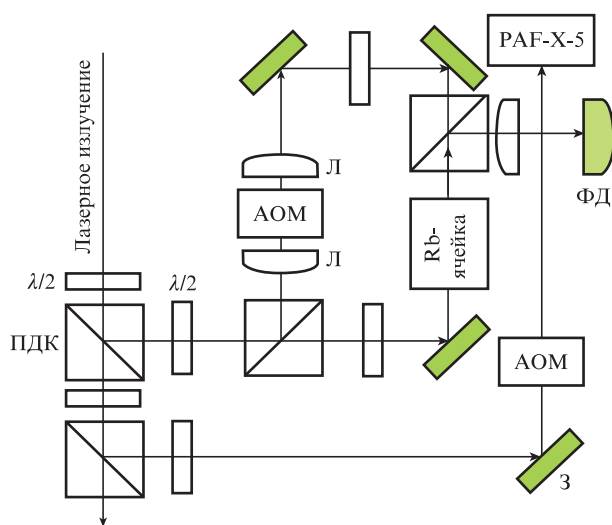 PAF-X-5
Лазерное излучение
Л
АОМ
Л
ФД
Rb-
ячейка
λ/2
λ/2
ПДК
АОМ
З